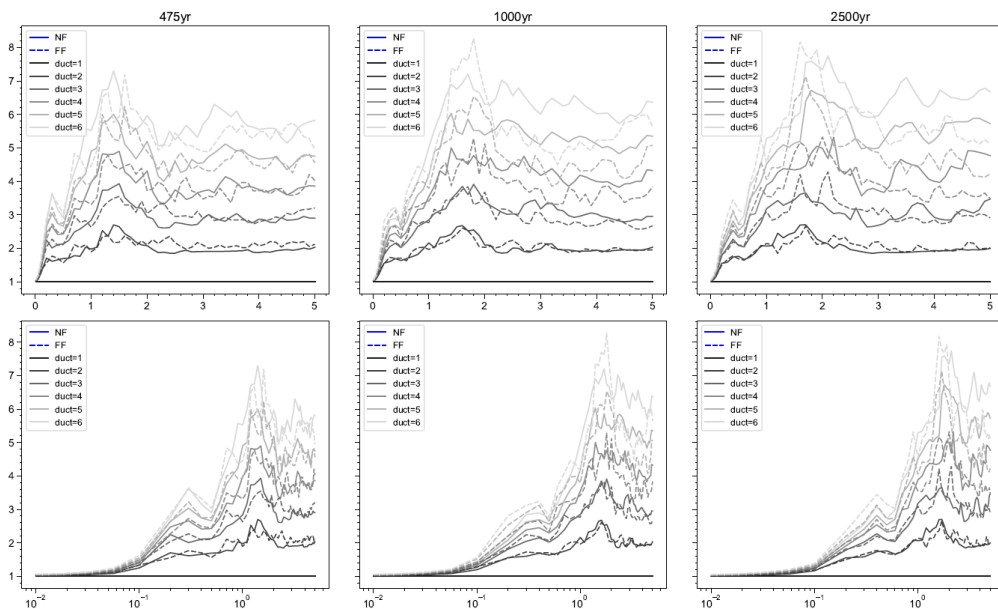 475yr
1000yr
2500yr
8
7
6
5
4
3
2
1
NF
FF
duct=1
duct=2
duct=3
duct=4
duct=5
duct=6
NF
FF
duct=1
duct=2
duct=3
duct=4
duct=5
duct=6
NF
FF
duct=1
duct=2
duct=3
duct=4
duct=5
duct=6
0 1 2 3 4 5
0 1 2 3 4 5
0 1 2 3 4 5
8
7
6
5
4
3
2
1
NF
FF
duct=1
duct=2
duct=3
duct=4
duct=5
duct=6
NF
FF
duct=1
duct=2
duct=3
duct=4
duct=5
duct=6
NF
FF
duct=1
duct=2
duct=3
duct=4
duct=5
duct=6
10⁻² 10⁻¹ 10⁰
10⁻² 10⁻¹ 10⁰
10⁻² 10⁻¹ 10⁰